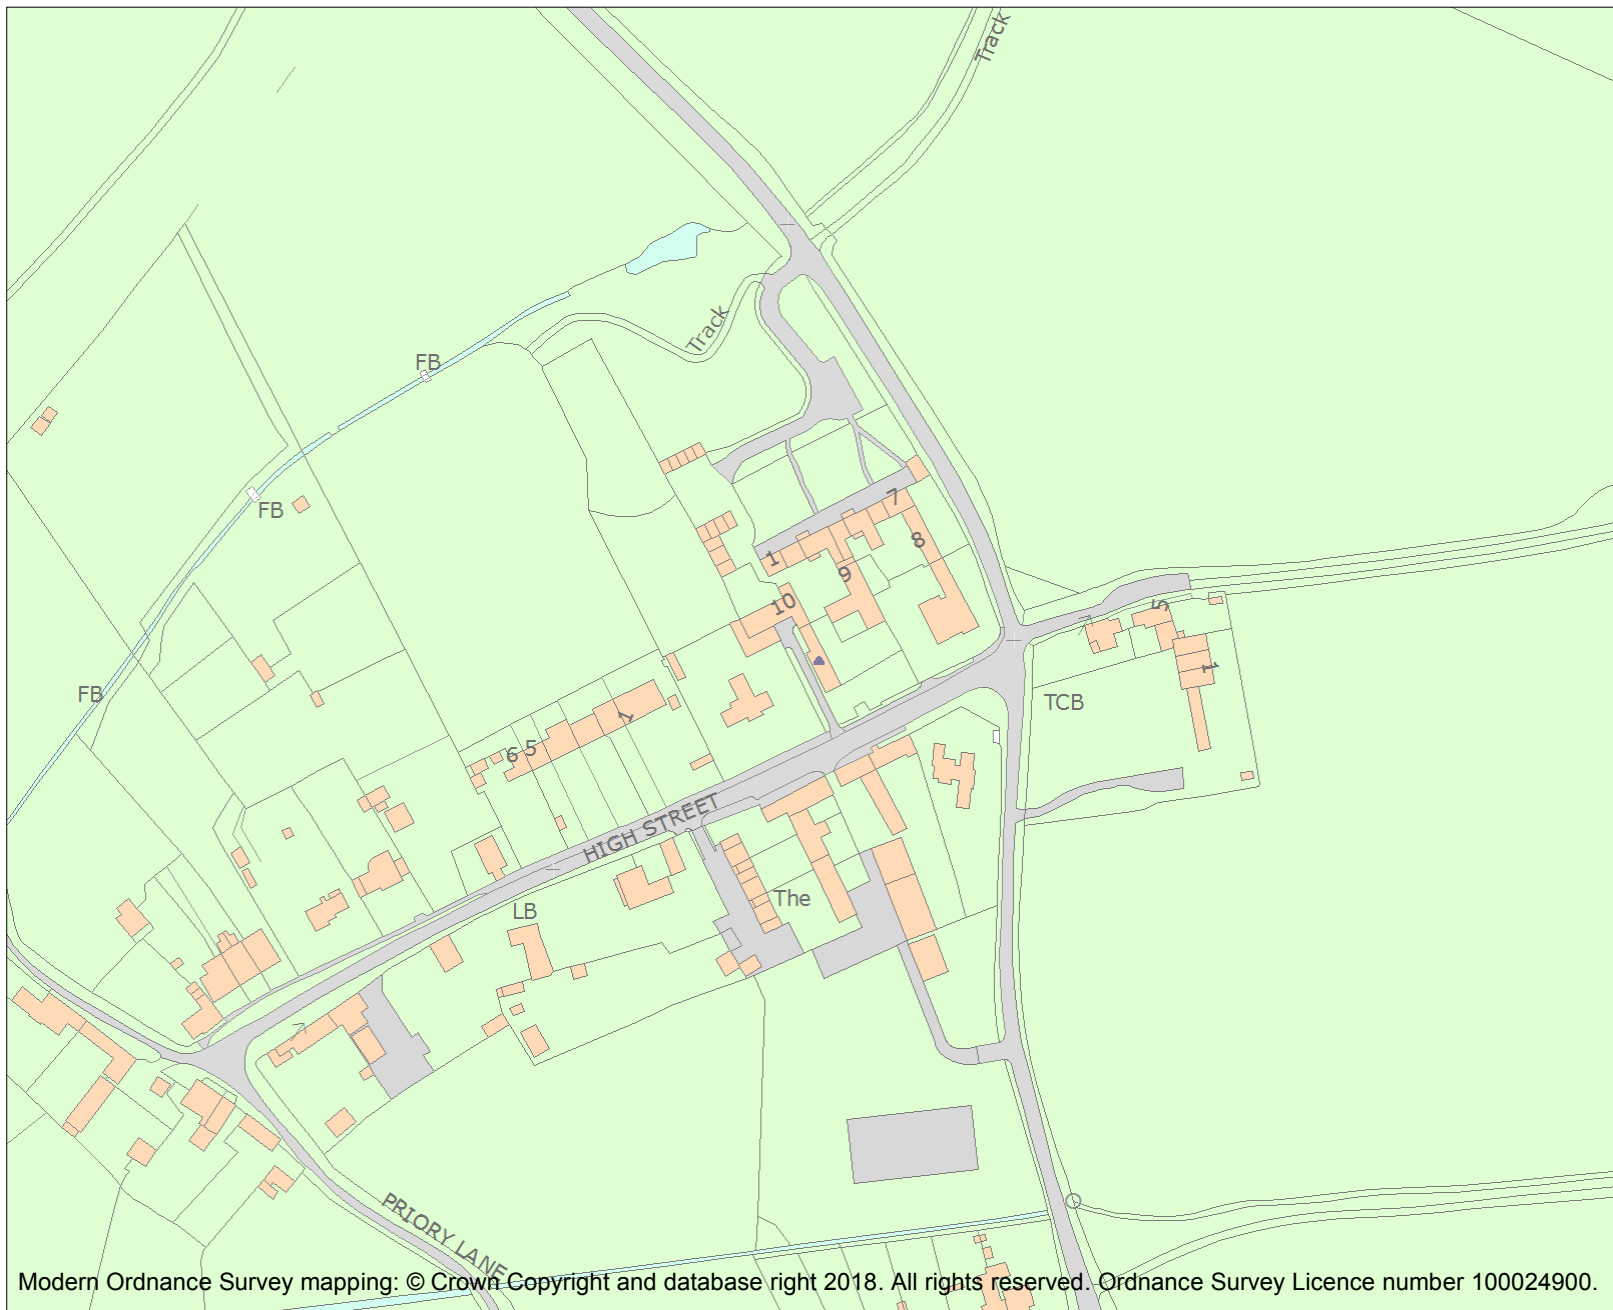 Track
Track
FB
FB
7
8
1
9
10
5
7
1
FB
TCB
1
5
6
HIGH STREET
The
LB
7
PRIORY LANE
Modern Ordnance Survey mapping: © Crown Copyright and database right 2018. All rights reserved. Ordnance Survey Licence number 100024900.